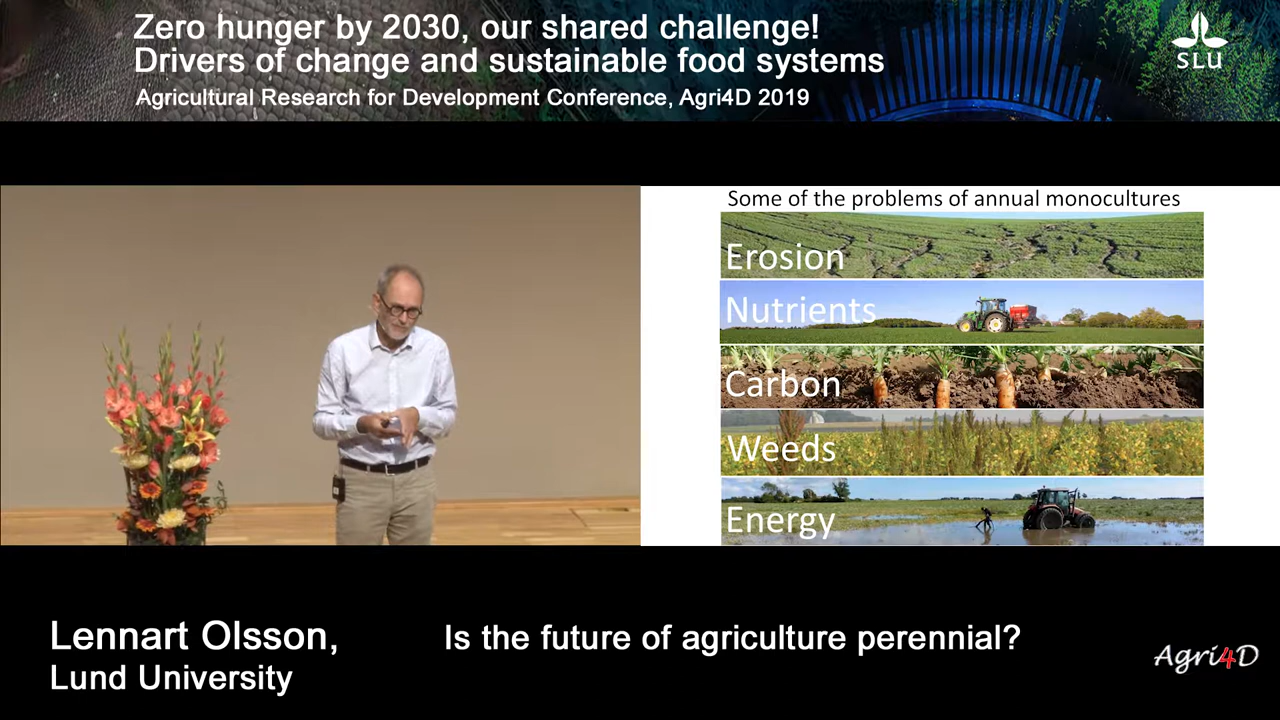 Zero hunger by 2030, our shared challenge!
Drivers of change and sustainable food systems
Agricultural Research for Development Conference, Agri4D 2019
SLU
Some of the problems of annual monocultures
Erosion
Nutrients
Carbon
Weeds
Energy
Lennart Olsson,
Lund University
Is the future of agriculture perennial?
Agri4D